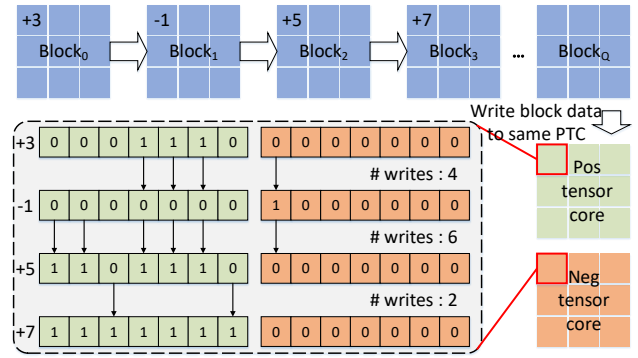 +3 -1 +5 +7
Block0 Block1 Block2 Block3 ... BlockQ
Write block data
to same PTC
+3 0 0 0 1 1 1 0 0 0 0 0 0 0 0 0
# writes : 4
-1 0 0 0 0 0 0 0 1 0 0 0 0 0 0 0
# writes : 6
+5 1 1 0 1 1 1 0 0 0 0 0 0 0 0 0
# writes : 2
+7 1 1 1 1 1 1 1 0 0 0 0 0 0 0 0
Pos
tensor
core
Neg
tensor
core